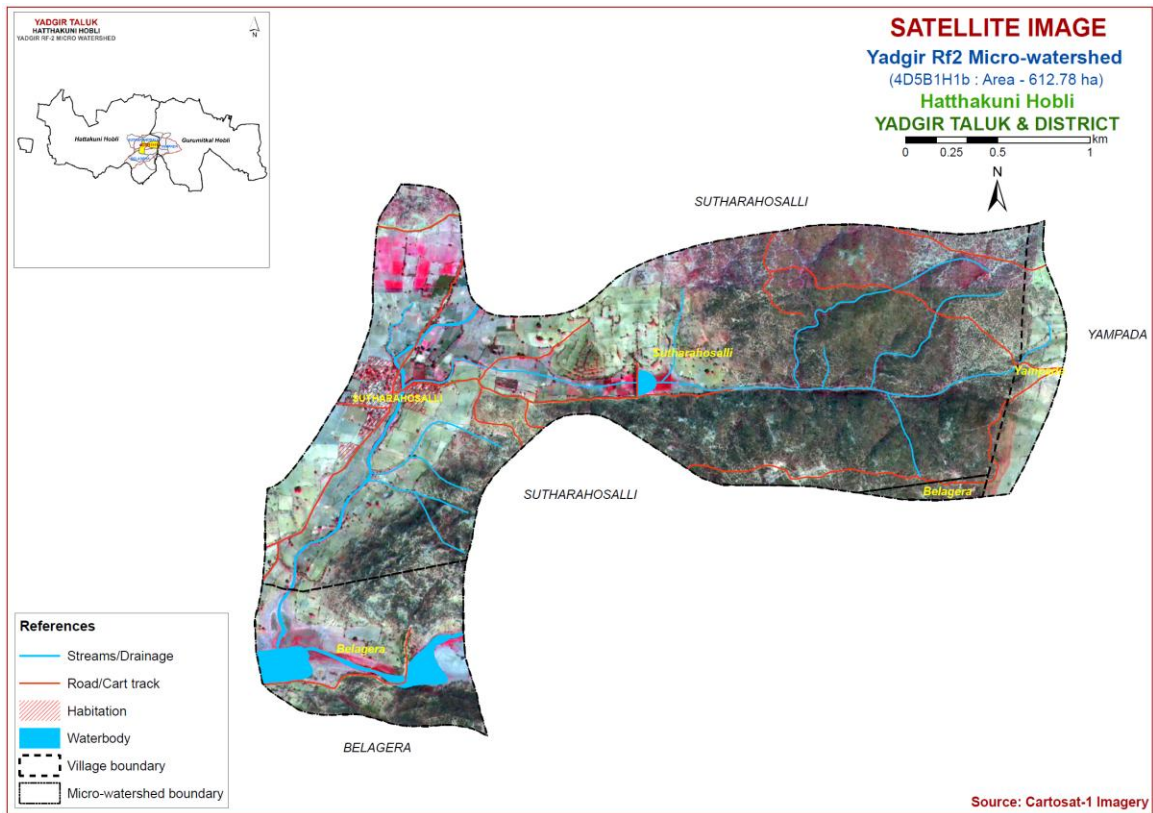 YADGIR TALUK
HATTHAKUNI HOBLI
YADGIR RF-2 MICRO WATERSHED
N
Hattakuni Hobli
Gurumitkal Hobli
SATELLITE IMAGE
Yadgir Rf2 Micro-watershed
(4D5B1H1b : Area - 612.78 ha)
Hatthakuni Hobli
YADGIR TALUK & DISTRICT
km
0 0.25 0.5 1
N
SUTHARAHOSALLI
YAMPADA
Sutharahosalli
Yampada
SUTHARAHOSALLI
SUTHARAHOSALLI
Belagera
Belagera
BELAGERA
References
Streams/Drainage
Road/Cart track
Habitation
Waterbody
Village boundary
Micro-watershed boundary
Source: Cartosat-1 Imagery